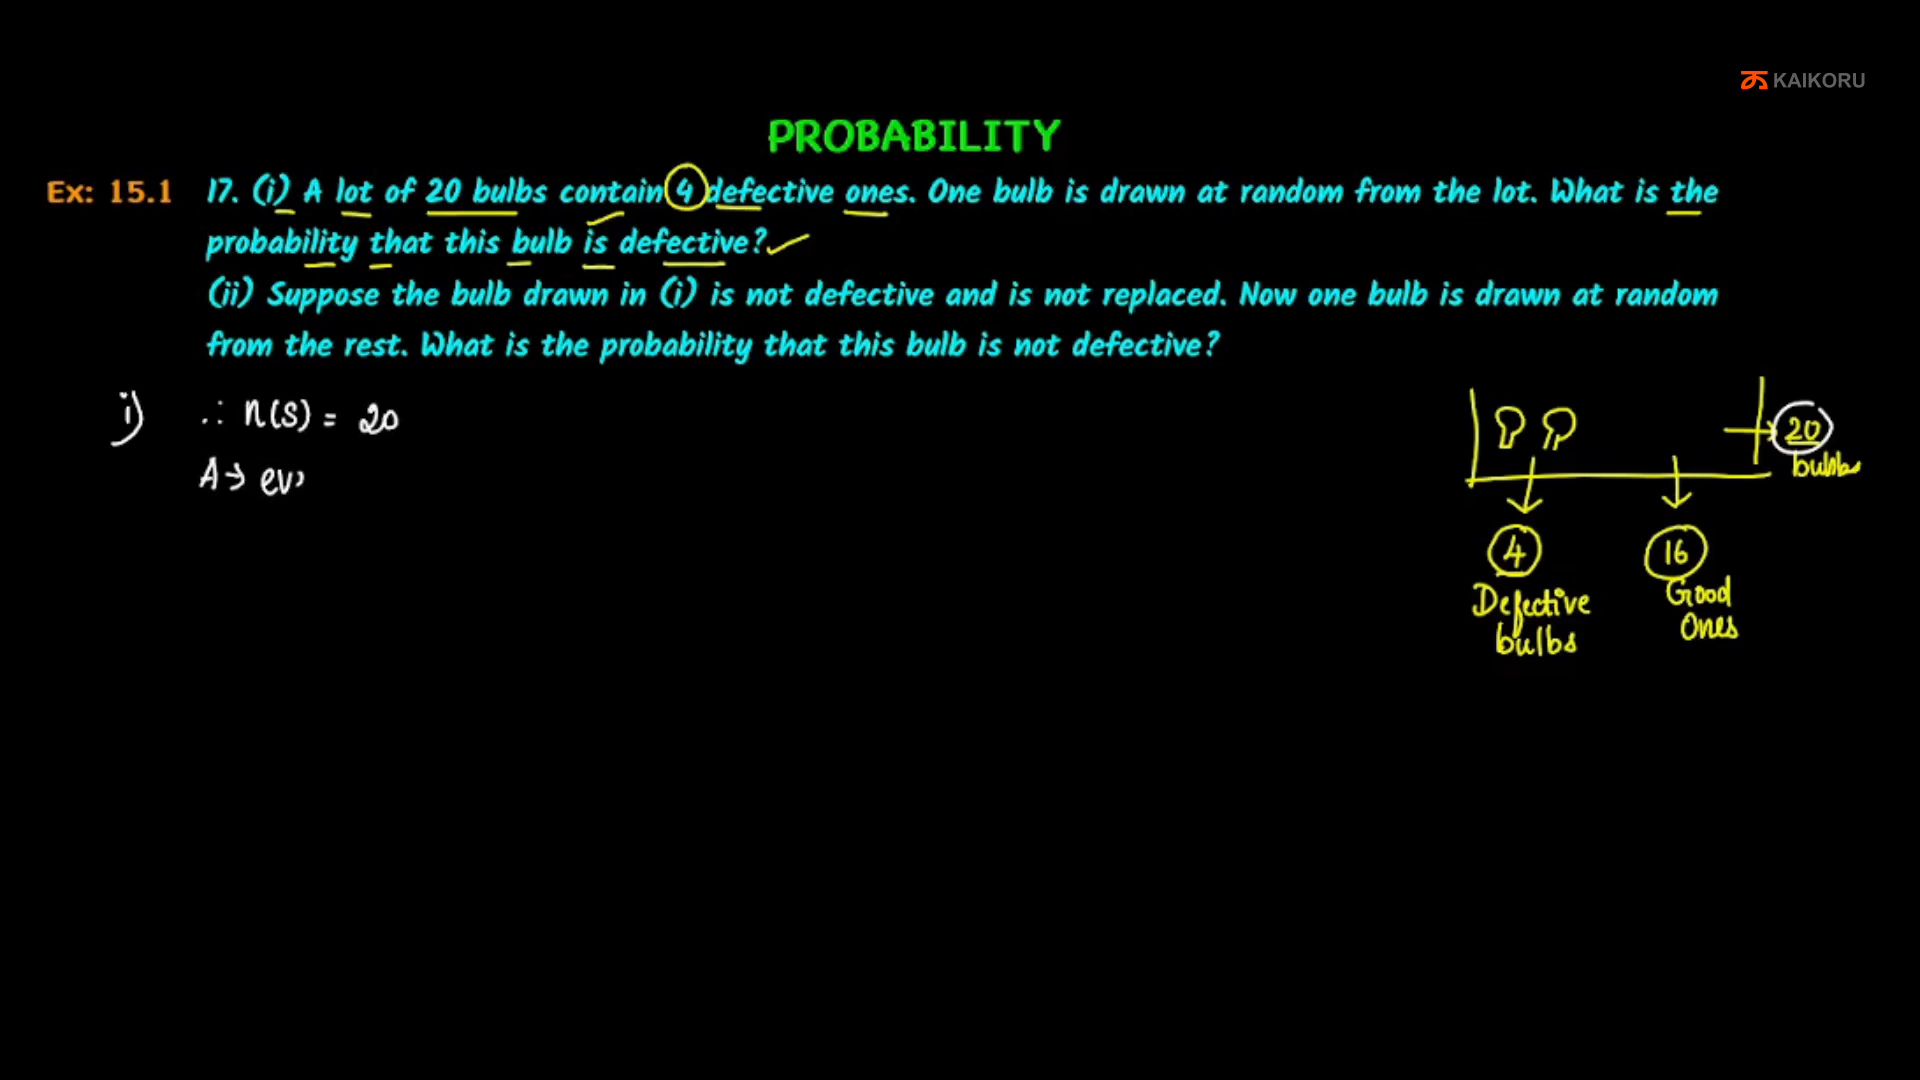 KAIKORU
PROBABILITY
Ex: 15.1 17. (i) A lot of 20 bulbs contain 4 defective ones. One bulb is drawn at random from the lot. What is the
probability that this bulb is defective?
(ii) Suppose the bulb drawn in (i) is not defective and is not replaced. Now one bulb is drawn at random
from the rest. What is the probability that this bulb is not defective?
i) ∴ n(S) = 20
A → ev
20
bulbs
4 16
Defective
bulbs
Good
Ones